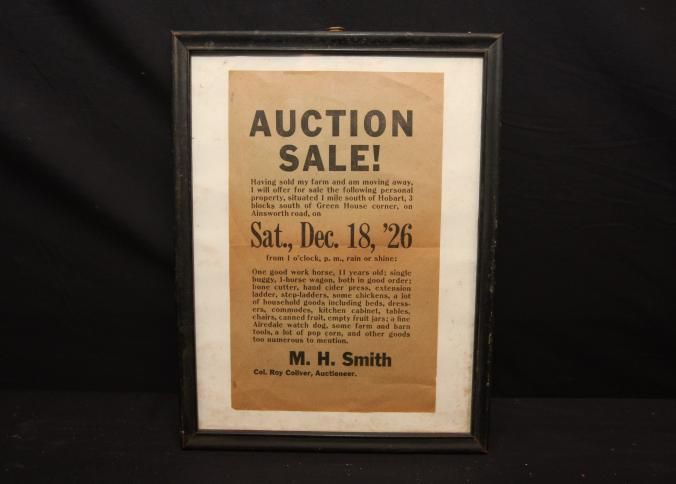 AUCTION
SALE!
Having sold my farm and am moving away,
I will offer for sale the following personal
property, situated 1 mile south of Hobart, 3
blocks south of Green House corner, on
Ainsworth road, on
Sat., Dec. 18, '26
from 1 o'clock, p. m., rain or shine:
One good work horse, 11 years old; single
buggy, 1-horse wagon, both in good order;
bone cutter, hand cider press, extension
ladder, step-ladders, some chickens, a lot
of household goods including beds, dress-
ers, commodes, kitchen cabinet, tables,
chairs, canned fruit, empty fruit jars; a fine
Airedale watch dog, some farm and barn
tools, a lot of pop corn, and other goods
too numerous to mention.
M. H. Smith
Col. Roy Coliver, Auctioneer.